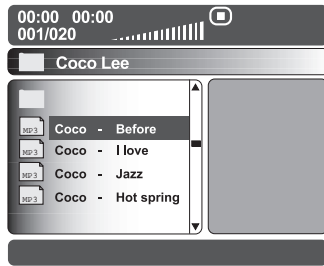 00:00 00:00
001/020
Coco Lee
MP3 Coco - Before
MP3 Coco - I love
MP3 Coco - Jazz
MP3 Coco - Hot spring